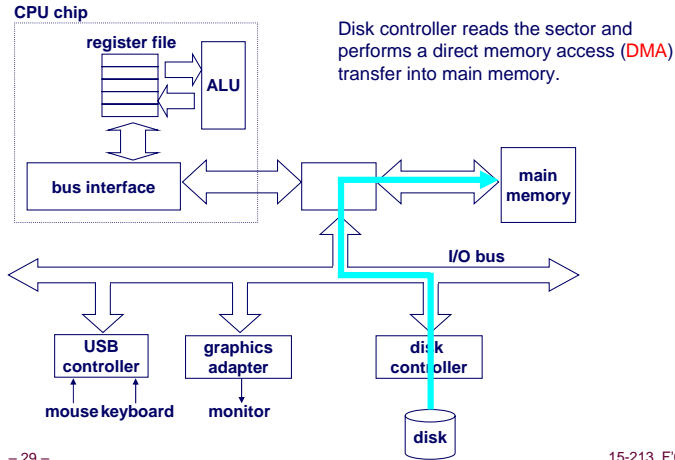 CPU chip
Disk controller reads the sector and
performs a direct memory access (DMA)
transfer into main memory.
register file
ALU
bus interface
main
memory
I/O bus
USB
controller
graphics
adapter
disk
controller
mouse keyboard
monitor
disk
– 29 –